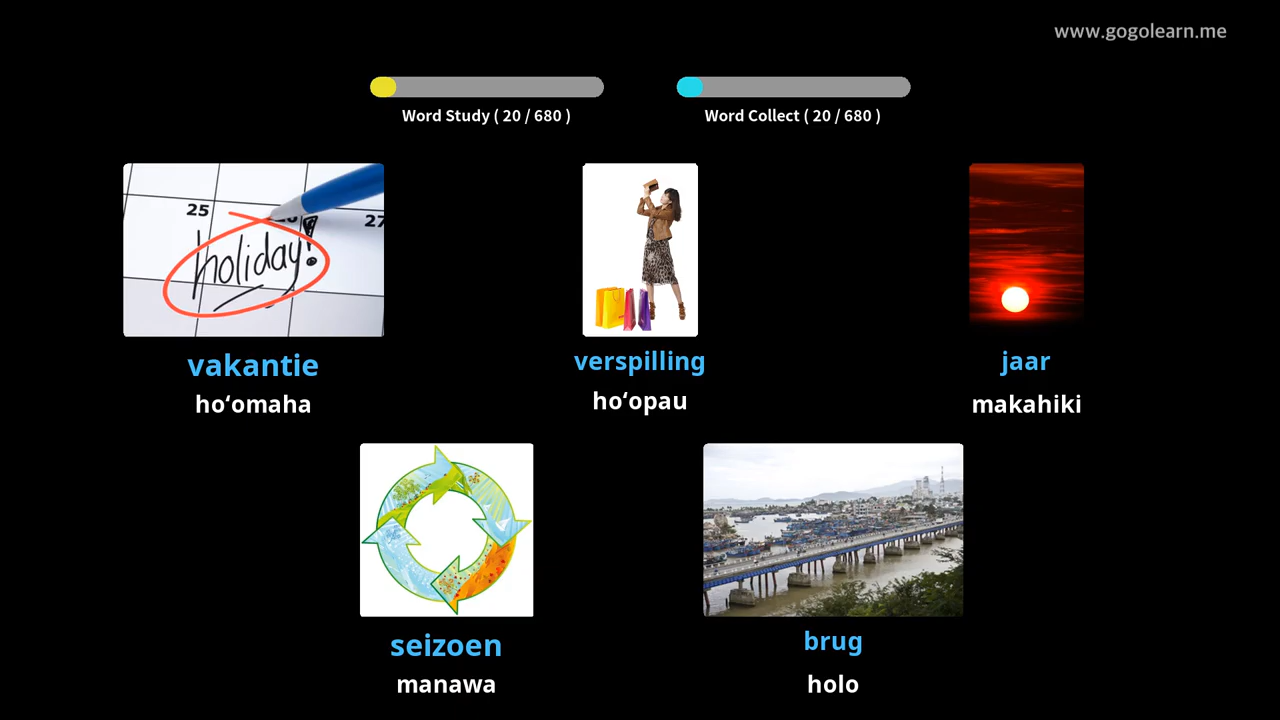 www.gogolearn.me
Word Study ( 20 / 680 )
Word Collect ( 20 / 680 )
25
27
holiday!
vakantie
hoʻomaha
verspilling
hoʻopau
jaar
makahiki
seizoen
manawa
brug
holo